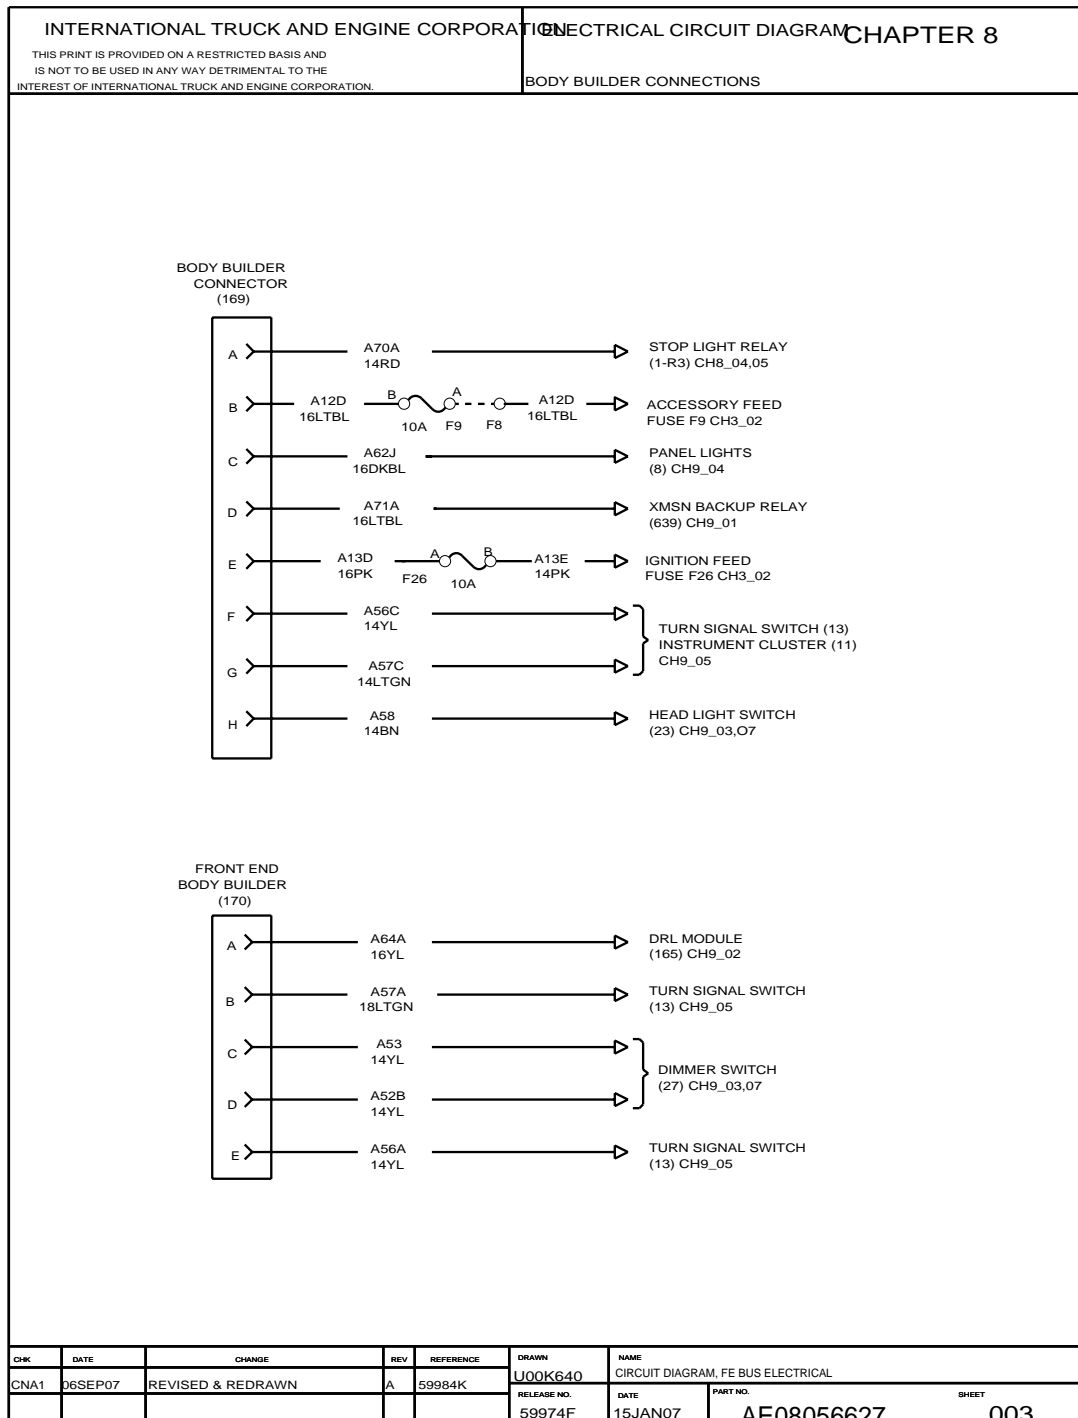 INTERNATIONAL TRUCK AND ENGINE CORPORATION
THIS PRINT IS PROVIDED ON A RESTRICTED BASIS AND
IS NOT TO BE USED IN ANY WAY DETRIMENTAL TO THE
INTEREST OF INTERNATIONAL TRUCK AND ENGINE CORPORATION.
ELECTRICAL CIRCUIT DIAGRAM
CHAPTER 8
BODY BUILDER CONNECTIONS
BODY BUILDER
CONNECTOR
(169)
A
A70A
14RD
STOP LIGHT RELAY
(1-R3) CH8_04,05
B
A12D
16LTBL
B
A
10A
F9
F8
A12D
16LTBL
ACCESSORY FEED
FUSE F9 CH3_02
C
A62J
16DKBL
PANEL LIGHTS
(8) CH9_04
D
A71A
16LTBL
XMSN BACKUP RELAY
(639) CH9_01
E
A13D
16PK
F26
A
B
10A
A13E
14PK
IGNITION FEED
FUSE F26 CH3_02
F
A56C
14YL
G
A57C
14LTGN
TURN SIGNAL SWITCH (13)
INSTRUMENT CLUSTER (11)
CH9_05
H
A58
14BN
HEAD LIGHT SWITCH
(23) CH9_03,O7
FRONT END
BODY BUILDER
(170)
A
A64A
16YL
DRL MODULE
(165) CH9_02
B
A57A
18LTGN
TURN SIGNAL SWITCH
(13) CH9_05
C
A53
14YL
D
A52B
14YL
DIMMER SWITCH
(27) CH9_03,07
E
A56A
14YL
TURN SIGNAL SWITCH
(13) CH9_05
CHK DATE CHANGE REV REFERENCE
CNA1 06SEP07 REVISED & REDRAWN A 59984K
DRAWN
U00K640
NAME
CIRCUIT DIAGRAM, FE BUS ELECTRICAL
RELEASE NO.
59974F
DATE
15JAN07
PART NO.
AE08056627
SHEET
003